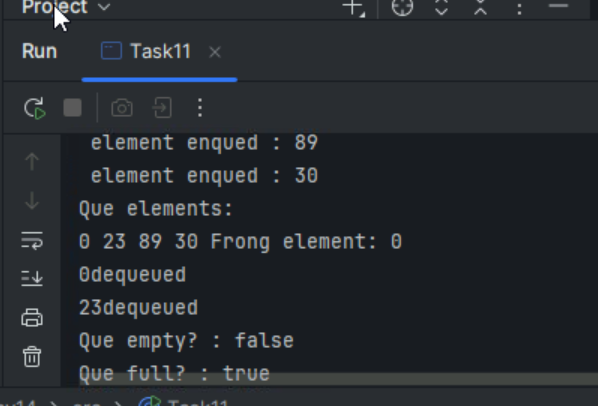 Project
Run Task11
element enqued : 89
element enqued : 30
Que elements:
0 23 89 30 Frong element: 0
0dequeued
23dequeued
Que empty? : false
Que full? : true
src > Task11